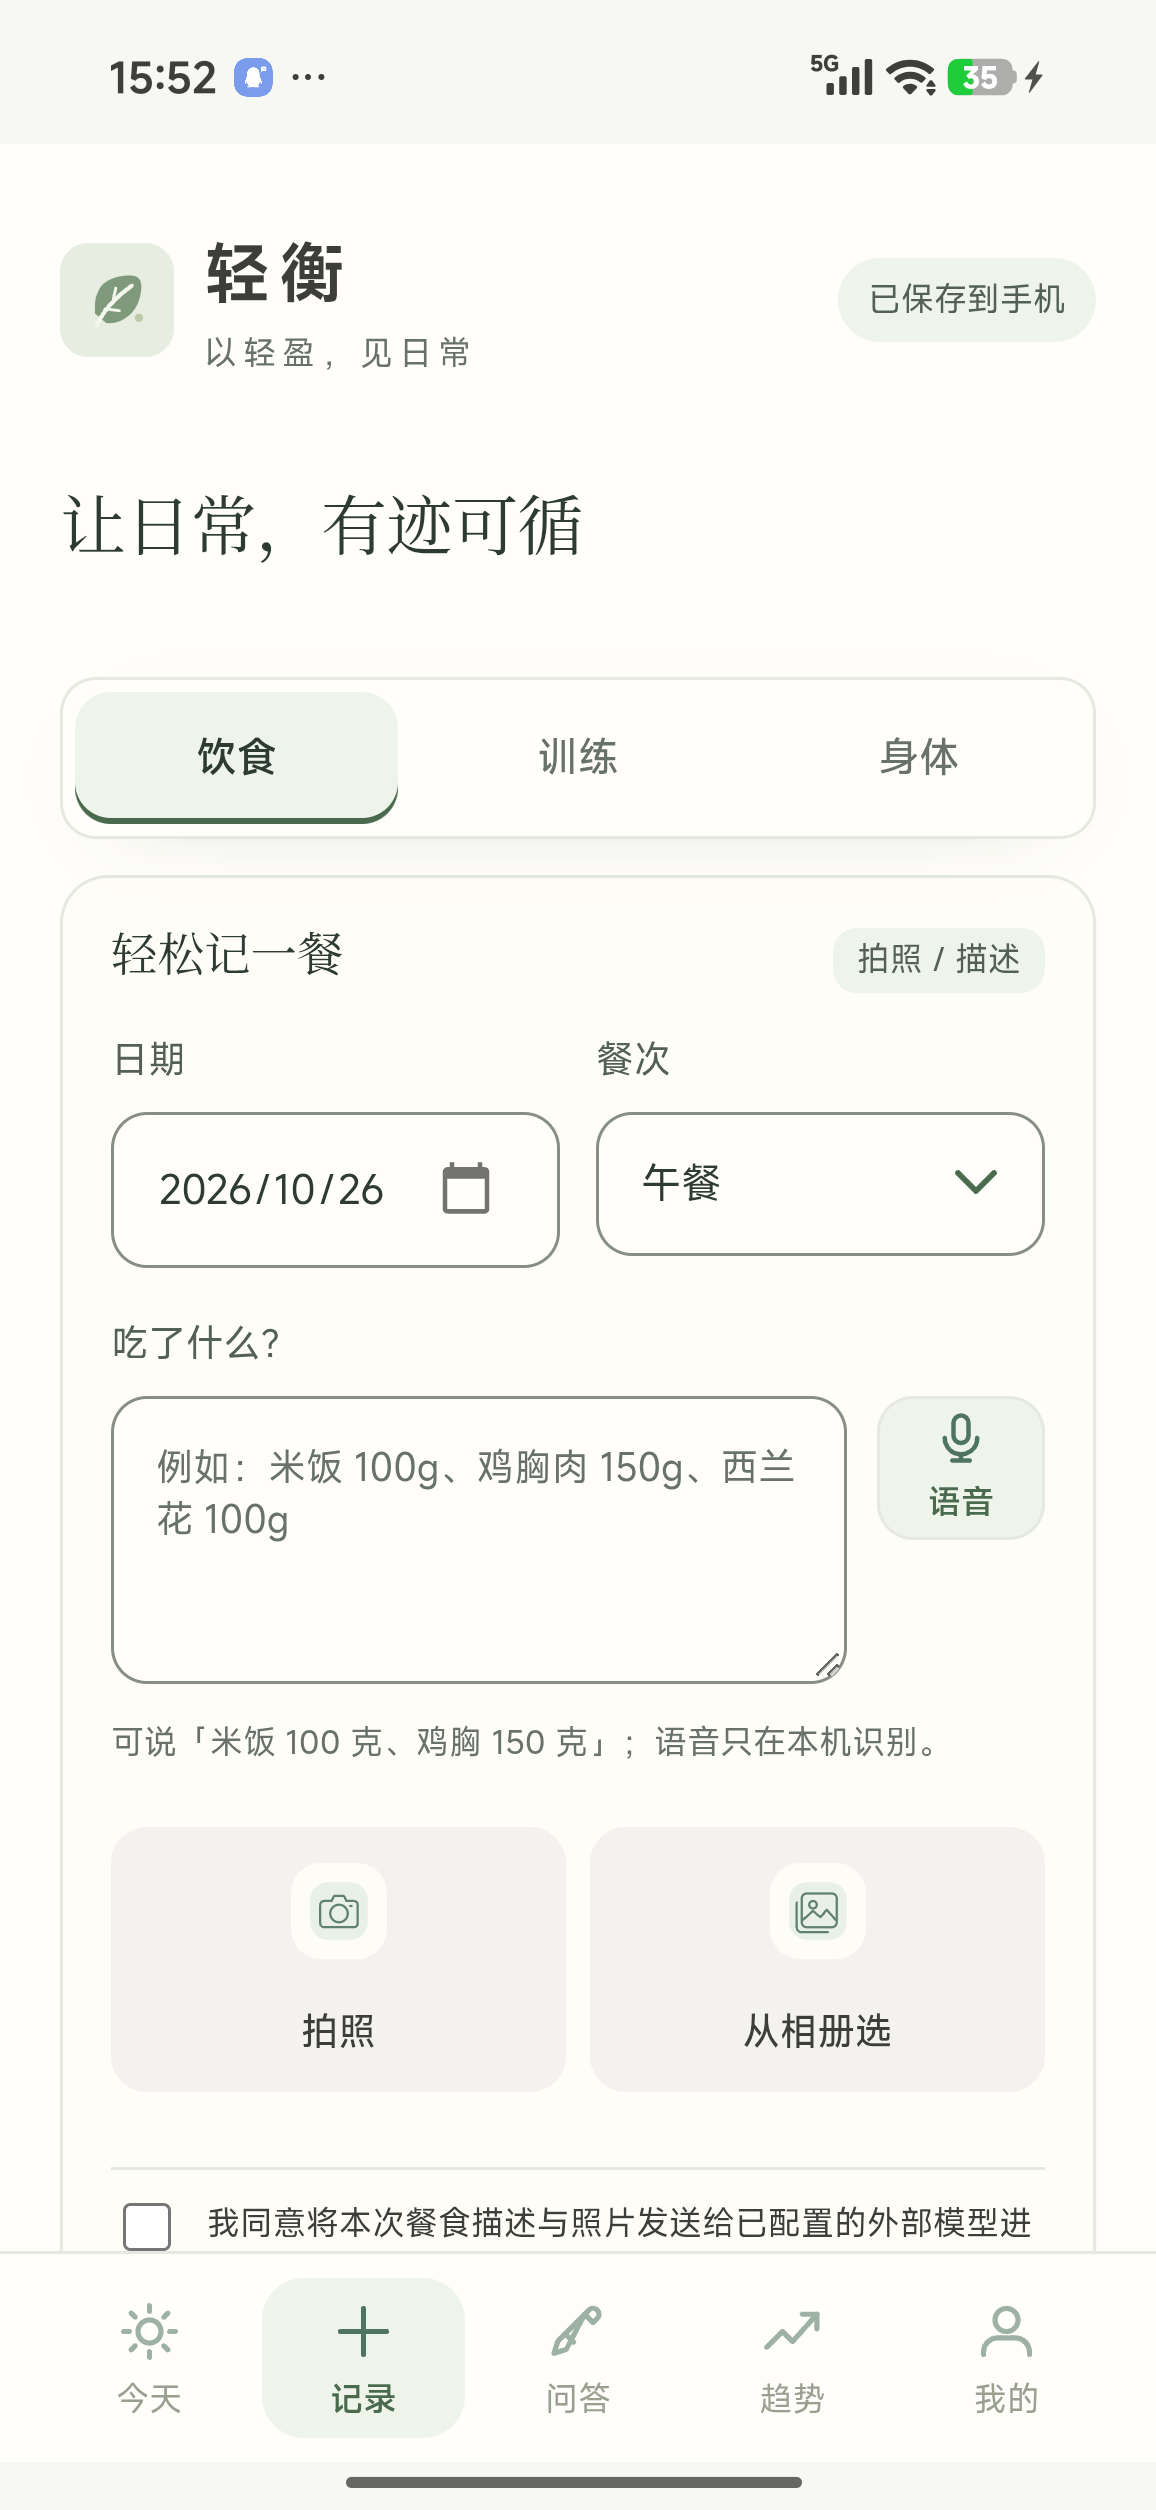 15:52 ... 5G 35
轻衡
以轻盈，见日常
已保存到手机
让日常，有迹可循
饮食 训练 身体
轻松记一餐 拍照 / 描述
日期 餐次
2026/10/26 午餐
吃了什么?
例如：米饭 100g、鸡胸肉 150g、西兰
花 100g
语音
可说「米饭 100 克、鸡胸 150 克」；语音只在本机识别。
拍照 从相册选
我同意将本次餐食描述与照片发送给已配置的外部模型进
今天 记录 问答 趋势 我的